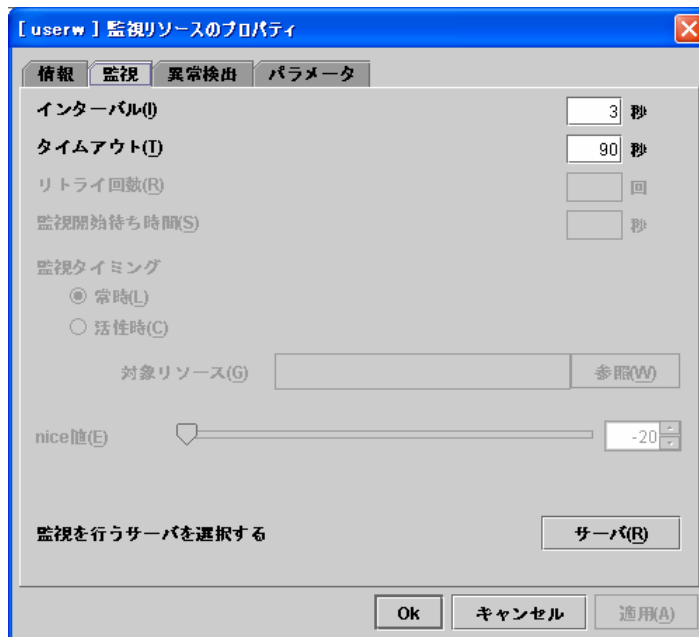 [ userw ] 監視リソースのプロパティ
情報 監視 異常検出 パラメータ
インターバル(I) 3 秒
タイムアウト(T) 90 秒
リトライ回数(R) 回
監視開始待ち時間(S) 秒
監視タイミング
常時(L)
活性時(C)
対象リソース(G) 参照(W)
nice値(E) -20
監視を行うサーバを選択する サーバ(R)
Ok キャンセル 適用(A)